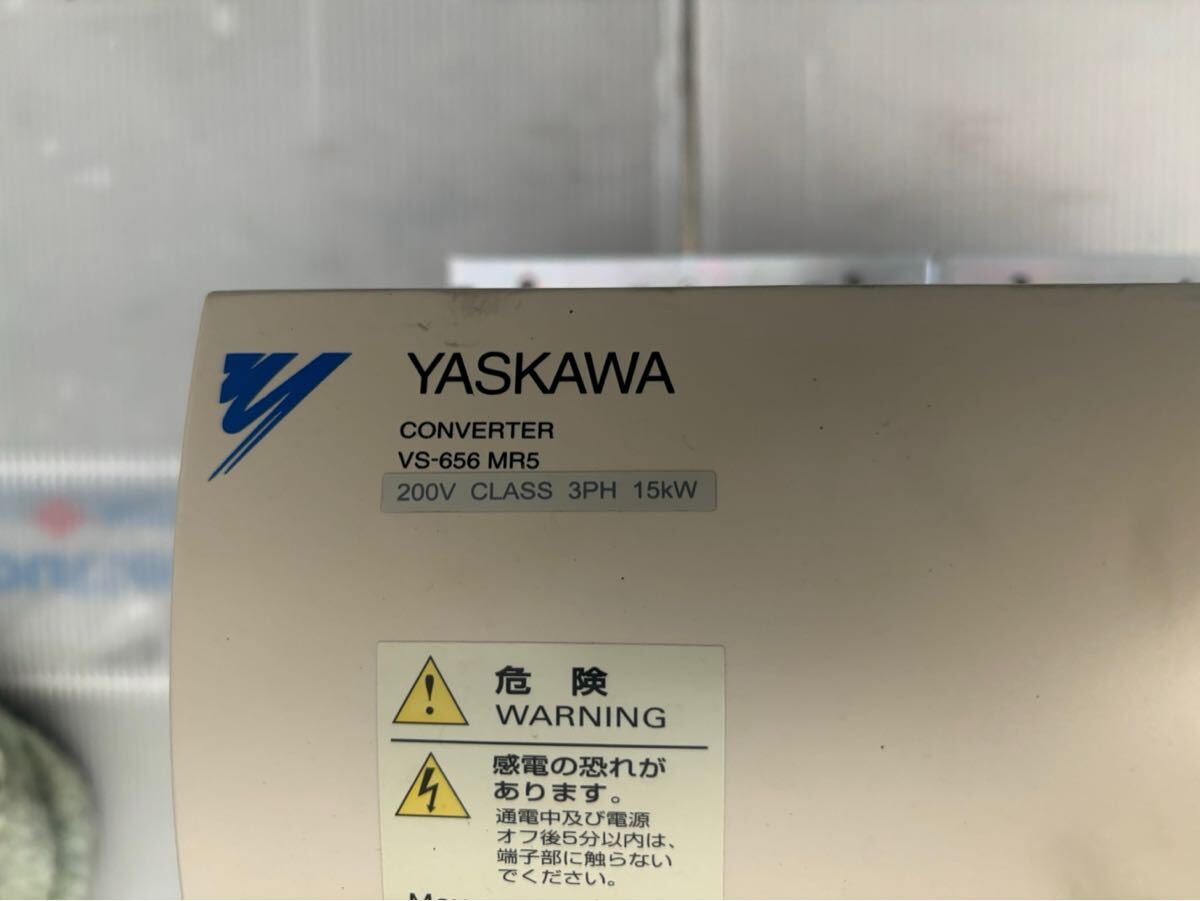 YASKAWA
CONVERTER
VS-656 MR5
200V CLASS 3PH 15kW
危 険
WARNING
感電の恐れが
あります。
通電中及び電源
オフ後5分以内は、
端子部に触らない
でください。